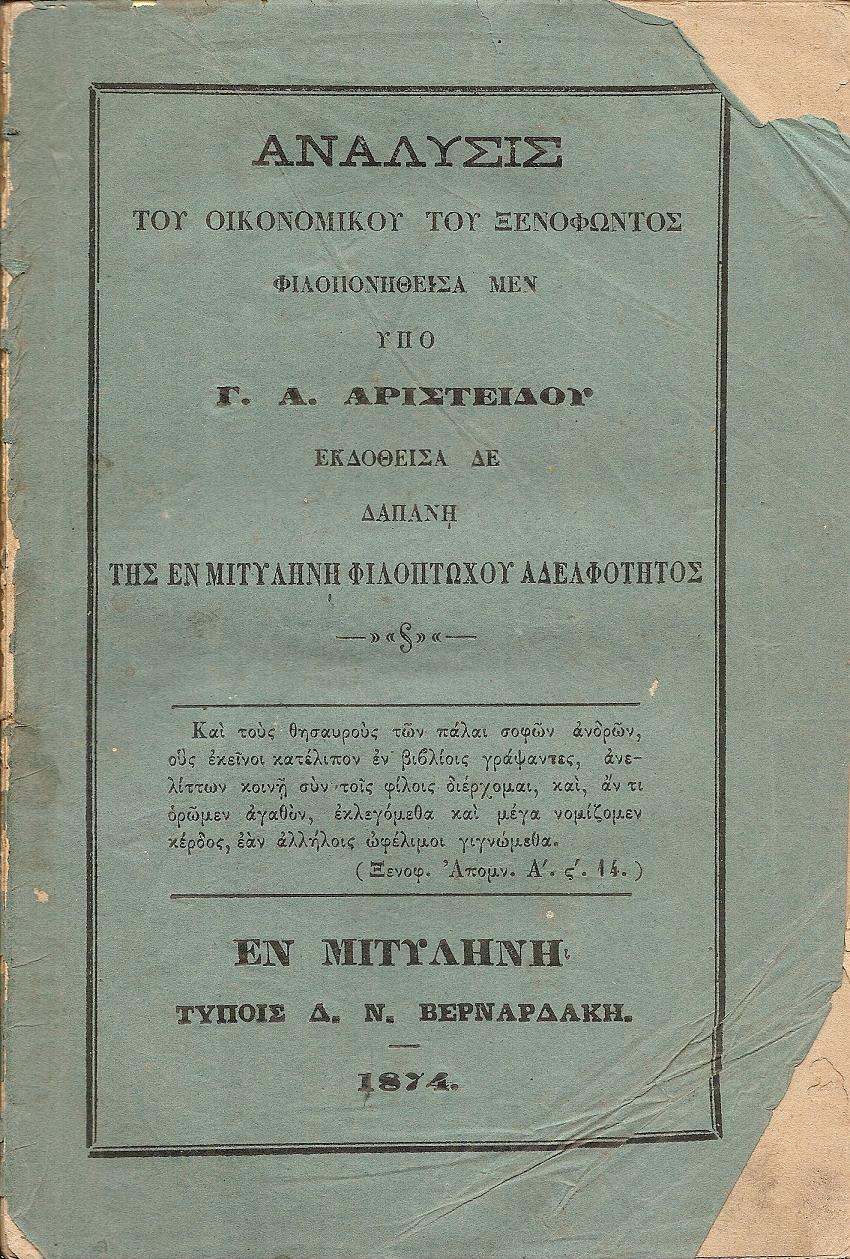 ΑΝΑΛΥΣΙΣ
ΤΟΥ ΟΙΚΟΝΟΜΙΚΟΥ ΤΟΥ ΞΕΝΟΦΩΝΤΟΣ
ΦΙΛΟΠΟΝΗΘΕΙΣΑ ΜΕΝ
ΥΠΟ
Γ. Α. ΑΡΙΣΤΕΙΔΟΥ
ΕΚΔΟΘΕΙΣΑ ΔΕ
ΔΑΠΑΝῌ
ΤΗΣ ΕΝ ΜΙΤΥΛΗΝῌ ΦΙΛΟΠΤΩΧΟΥ ΑΔΕΛΦΟΤΗΤΟΣ
—»«§»«—
Καὶ τοὺς θησαυροὺς τῶν πάλαι σοφῶν ἀνδρῶν,
οὓς ἐκεῖνοι κατέλιπον ἐν βιβλίοις γράψαντες, ἀνε-
λίττων κοινῇ σὺν τοῖς φίλοις διέρχομαι, καὶ, ἄν τι
ὁρῶμεν ἀγαθὸν, ἐκλεγόμεθα καὶ μέγα νομίζομεν
κέρδος, ἐὰν ἀλλήλοις ὠφέλιμοι γιγνώμεθα.
( Ξενοφ. Ἀπομν. Α΄. ς΄. 14. )
ΕΝ ΜΙΤΥΛΗΝΗι
ΤΥΠΟΙΣ Δ. Ν. ΒΕΡΝΑΡΔΑΚΗ.
1874.